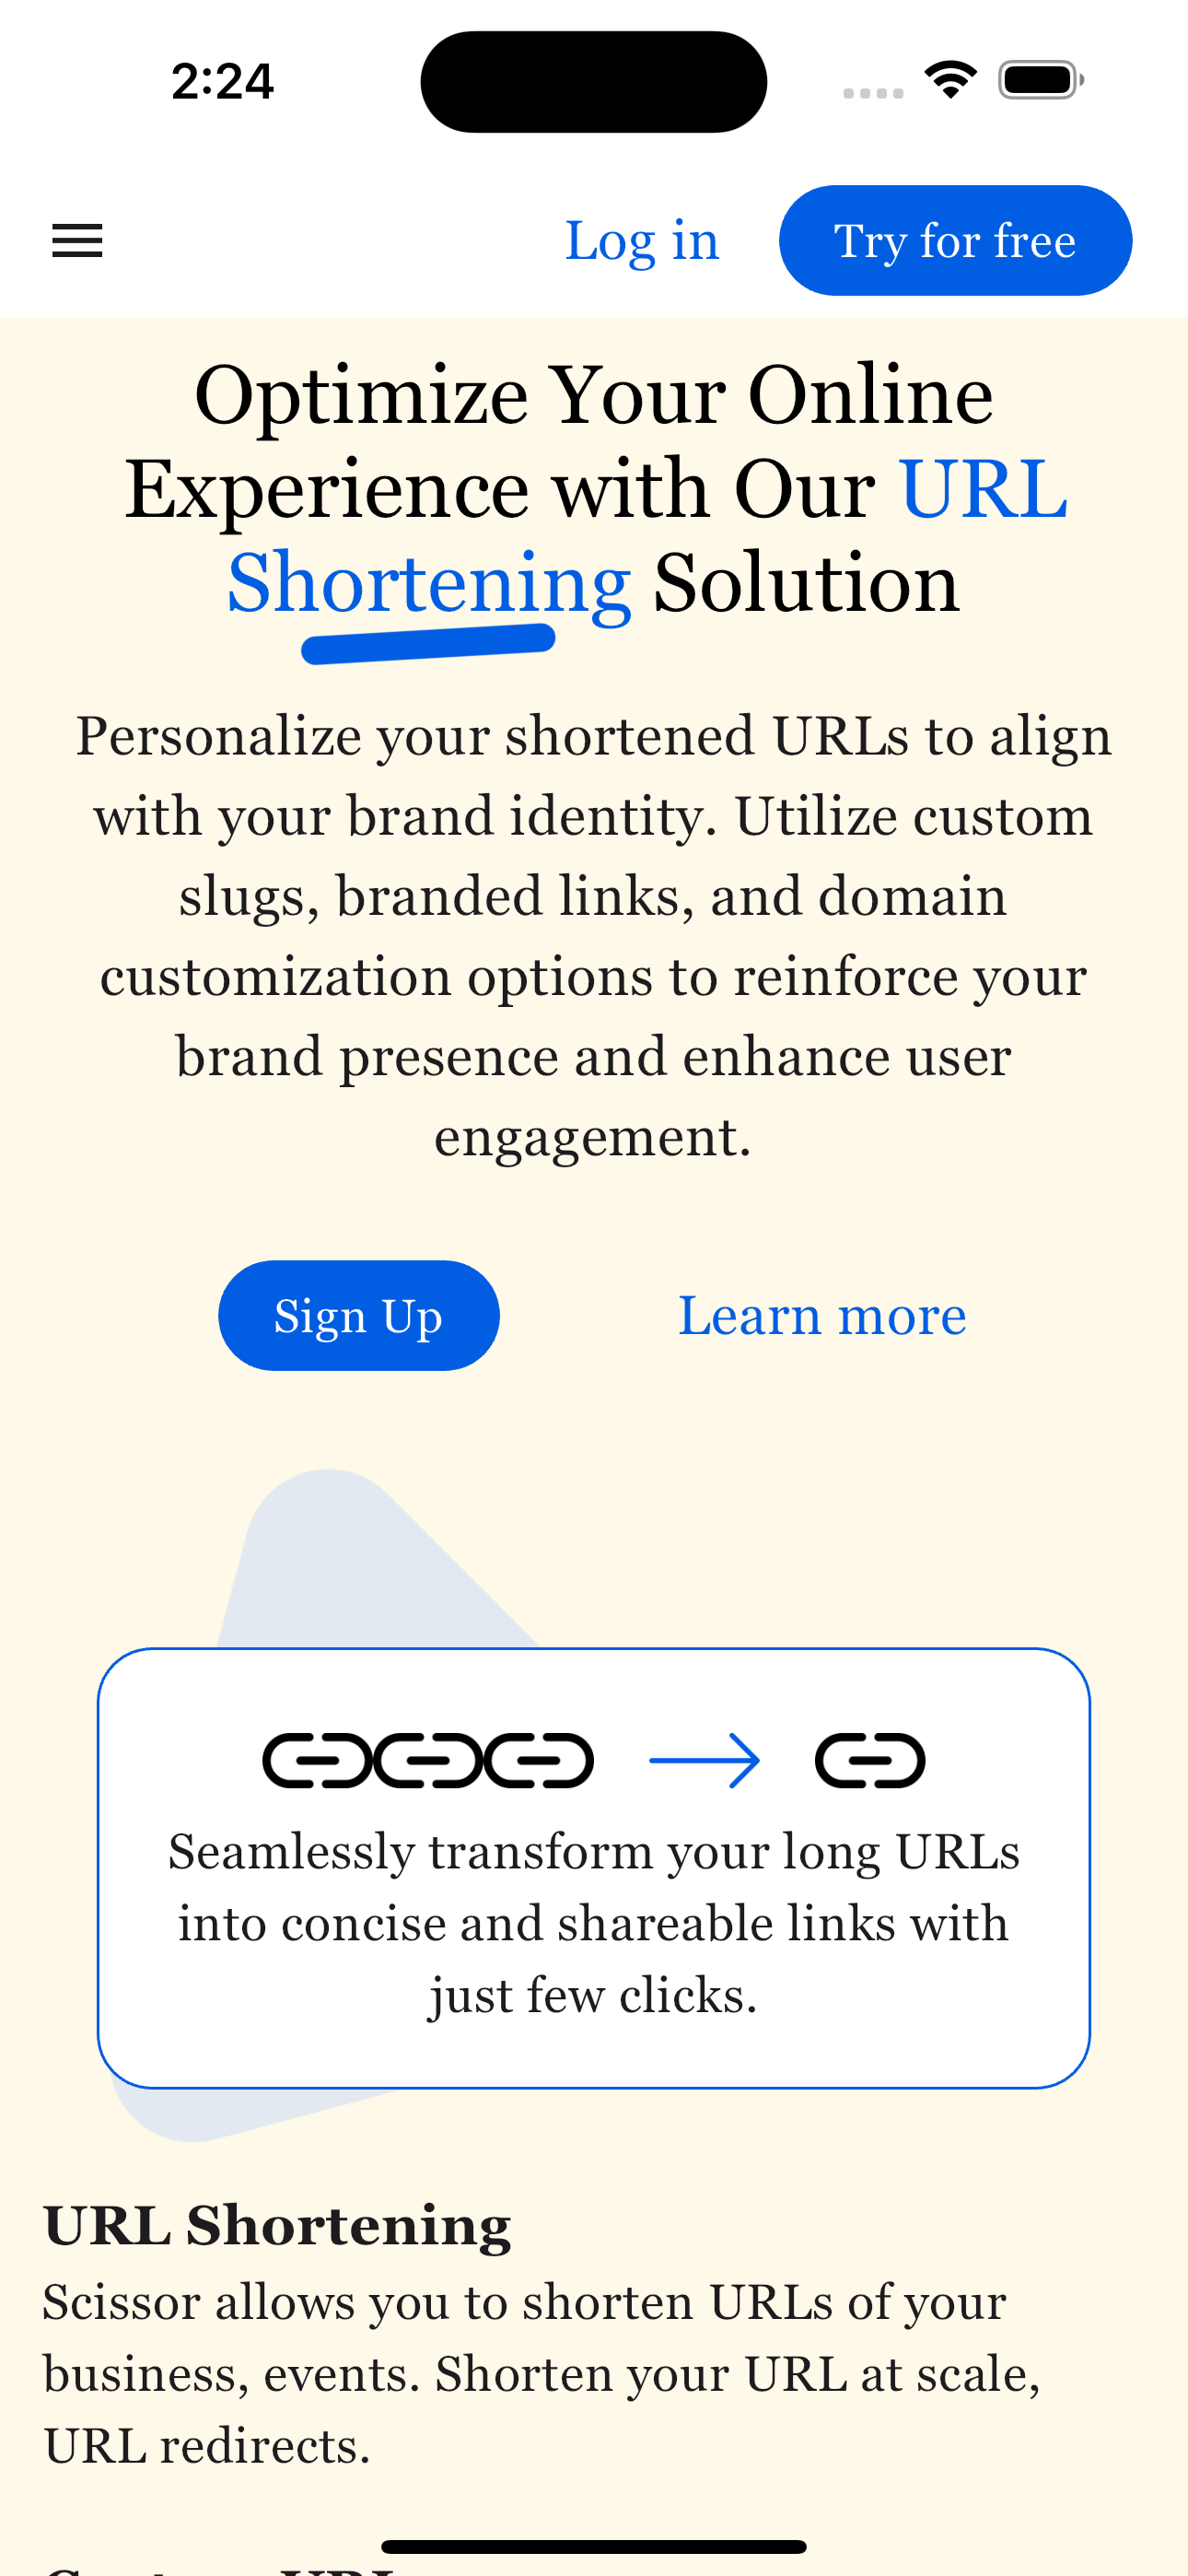 2:24
Log in
Try for free
Optimize Your Online
Experience with Our URL
Shortening Solution
Personalize your shortened URLs to align
with your brand identity. Utilize custom
slugs, branded links, and domain
customization options to reinforce your
brand presence and enhance user
engagement.
Sign Up
Learn more
Seamlessly transform your long URLs
into concise and shareable links with
just few clicks.
URL Shortening
Scissor allows you to shorten URLs of your
business, events. Shorten your URL at scale,
URL redirects.